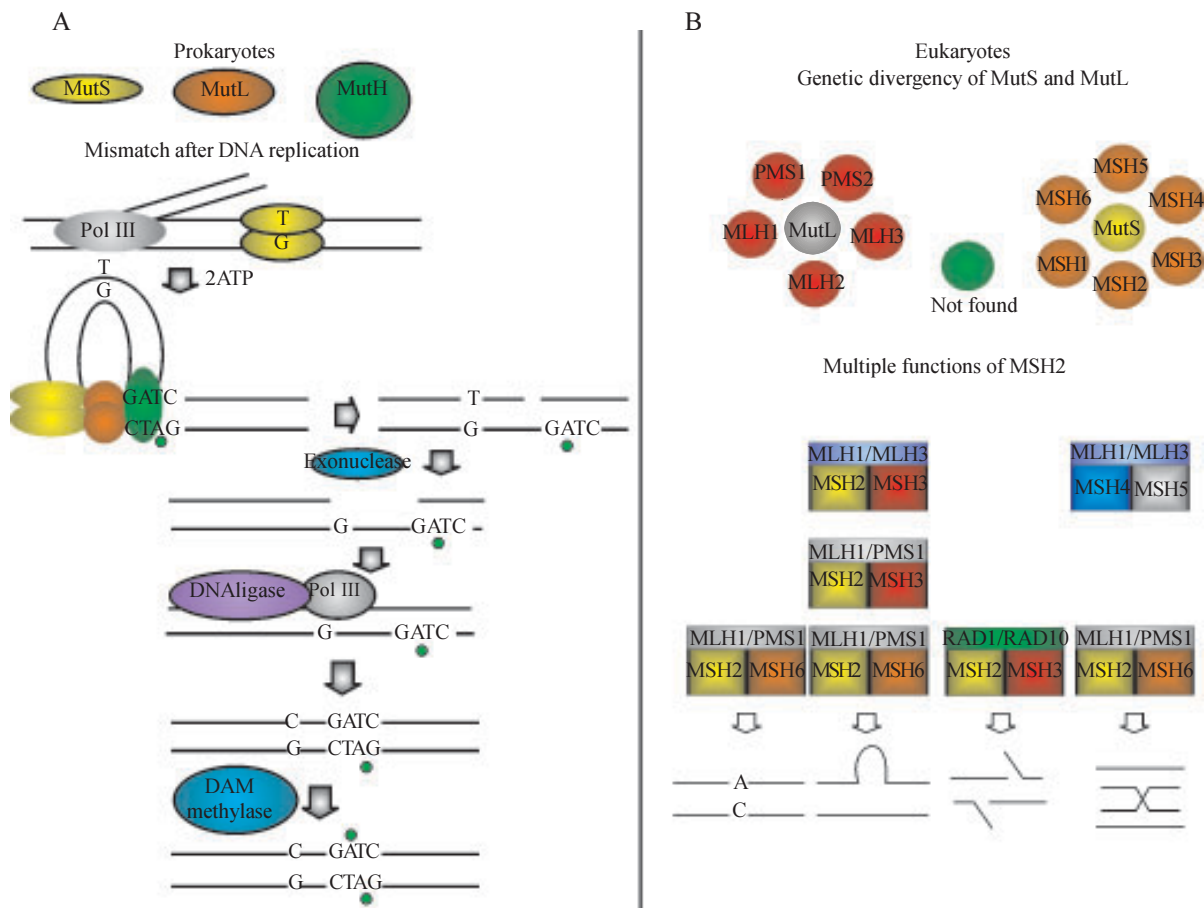 A
Prokaryotes
MutS
MutL
MutH
Mismatch after DNA replication
Pol III
T
G
2ATP
T
G
GATC
CTAG
T
G
GATC
Exonuclease
G
GATC
DNAligase
Pol III
G
GATC
C
GATC
G
CTAG
DAM
methylase
C
GATC
G
CTAG
B
Eukaryotes
Genetic divergency of MutS and MutL
PMS1
PMS2
MLH1
MutL
MLH3
MLH2
Not found
MSH5
MSH6
MSH4
MutS
MSH1
MSH3
MSH2
Multiple functions of MSH2
MLH1/MLH3
MSH2
MSH3
MLH1/MLH3
MSH4
MSH5
MLH1/PMS1
MSH2
MSH3
MLH1/PMS1
MSH2
MSH6
MLH1/PMS1
MSH2
MSH6
RAD1/RAD10
MSH2
MSH3
MLH1/PMS1
MSH2
MSH6
A
C